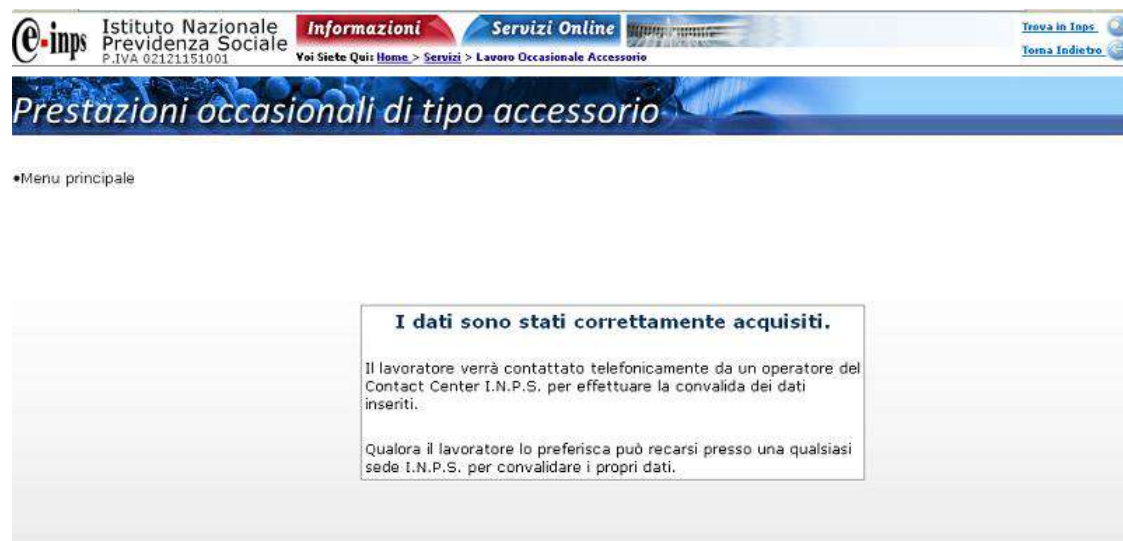 e-inps
Istituto Nazionale
Previdenza Sociale
P.IVA 02121151001
Informazioni
Servizi Online
Voi Siete Qui: Home > Servizi > Lavoro Occasionale Accessorio
Trova in Inps
Torna Indietro
Prestazioni occasionali di tipo accessorio
•Menu principale
I dati sono stati correttamente acquisiti.
Il lavoratore verrà contattato telefonicamente da un operatore del
Contact Center I.N.P.S. per effettuare la convalida dei dati
inseriti.
Qualora il lavoratore lo preferisca può recarsi presso una qualsiasi
sede I.N.P.S. per convalidare i propri dati.